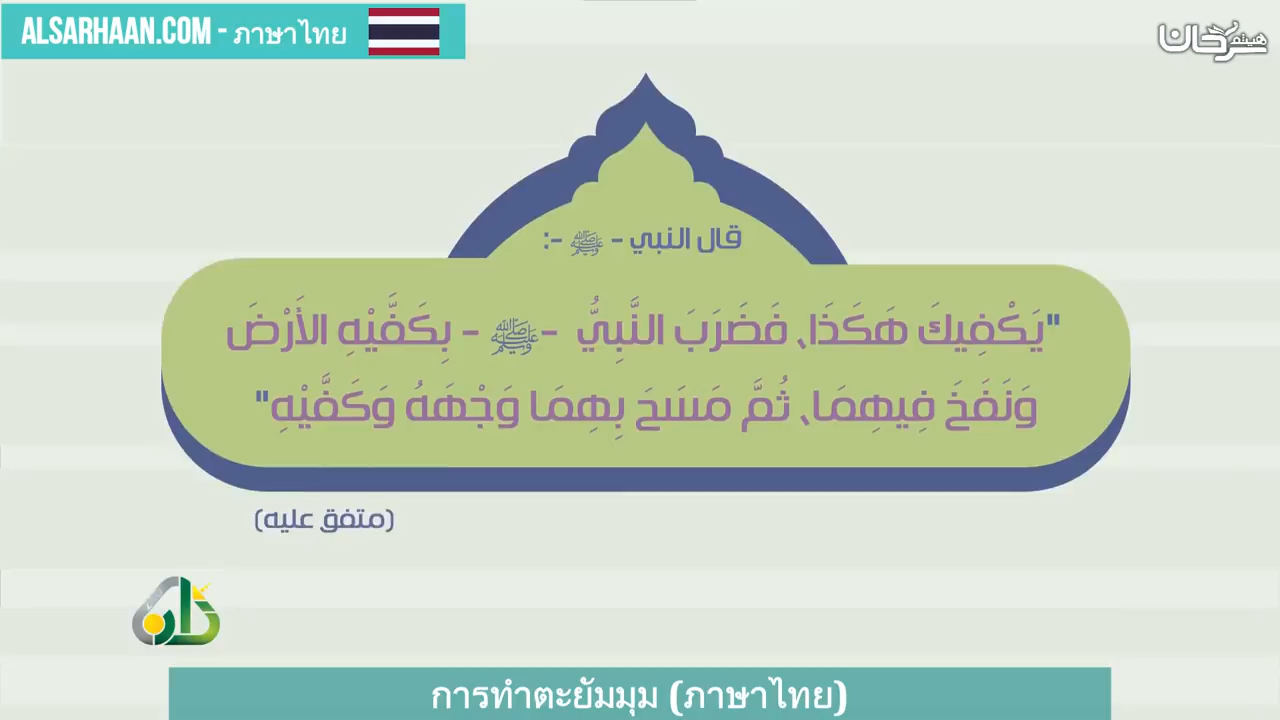 ALSARHAAN.COM - ภาษาไทย
هيثم سرحان
قال النبي - ﷺ -:
"يَكْفِيكَ هَكَذَا، فَضَرَبَ النَّبِيُّ -ﷺ - بِكَفَّيْهِ الأَرْضَ
وَنَفَخَ فِيهِمَا، ثُمَّ مَسَحَ بِهِمَا وَجْهَهُ وَكَفَّيْهِ"
(متفق عليه)
การทำตะยัมมุม (ภาษาไทย)